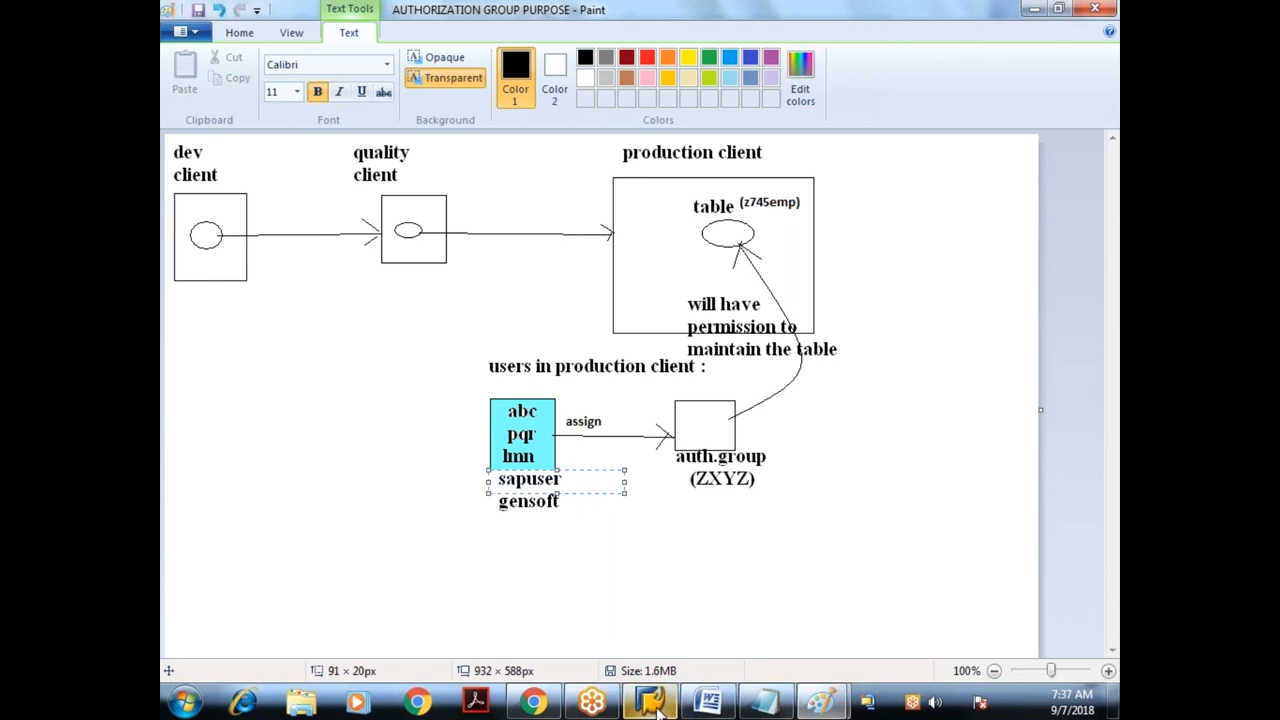 Text Tools
AUTHORIZATION GROUP PURPOSE - Paint
Home
View
Text
Paste
Cut
Copy
Clipboard
Calibri
11
B
I
U
abc
Font
Opaque
Transparent
Background
Color
1
Color
2
Edit
colors
Colors
dev
client
quality
client
production client
table (z745emp)
will have
permission to
maintain the table
users in production client :
abc
pqr
lmn
sapuser
gensoft
assign
auth.group
(ZXYZ)
91 × 20px
932 × 588px
Size: 1.6MB
100%
7:37 AM
9/7/2018